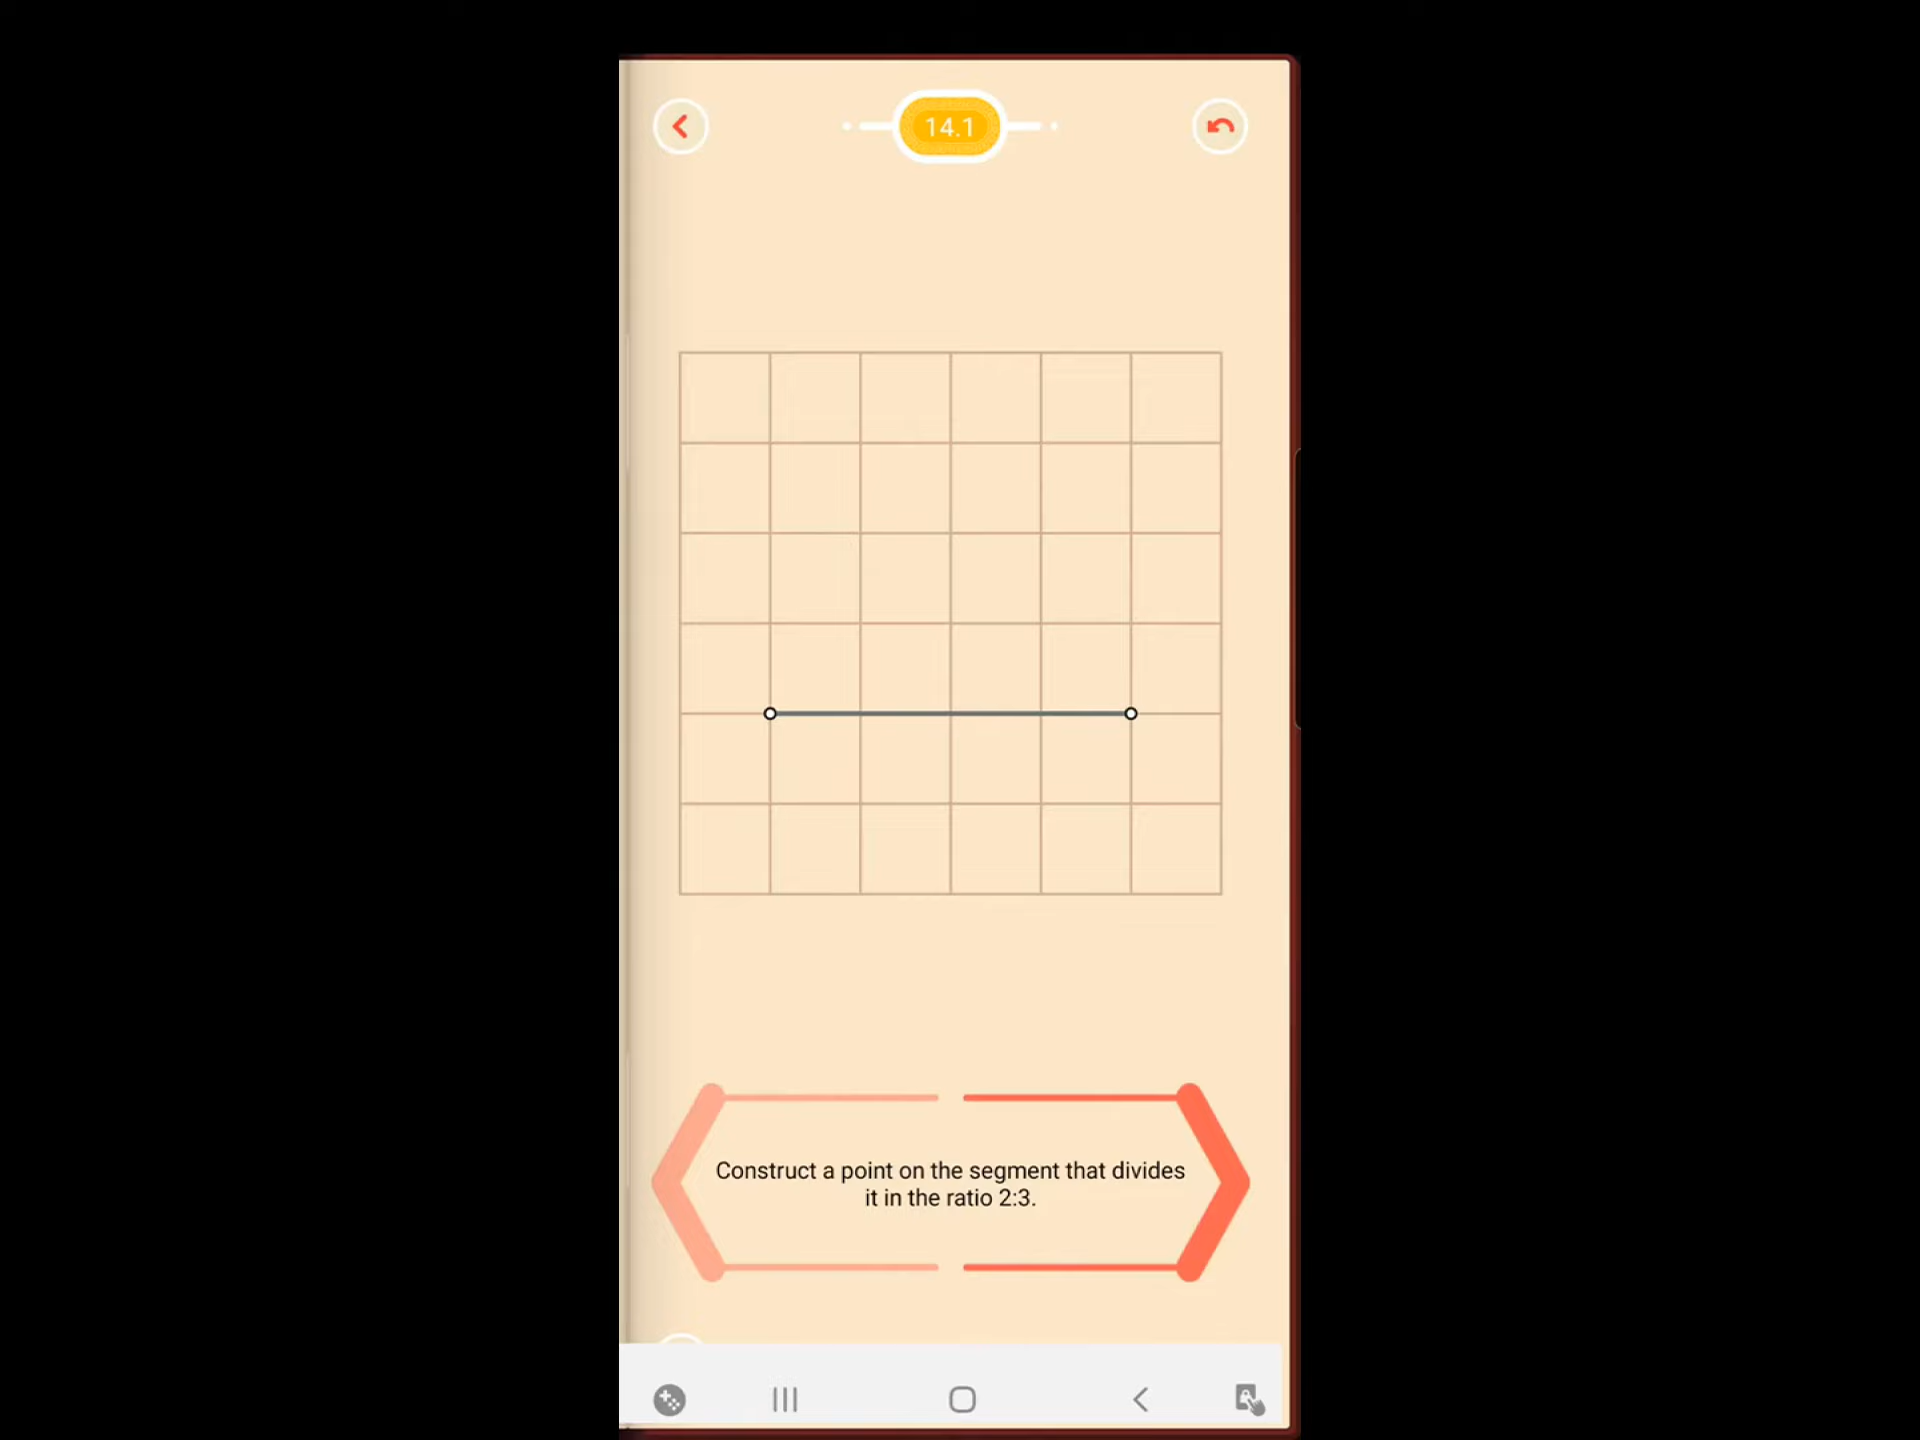 14.1
Construct a point on the segment that divides
it in the ratio 2:3.